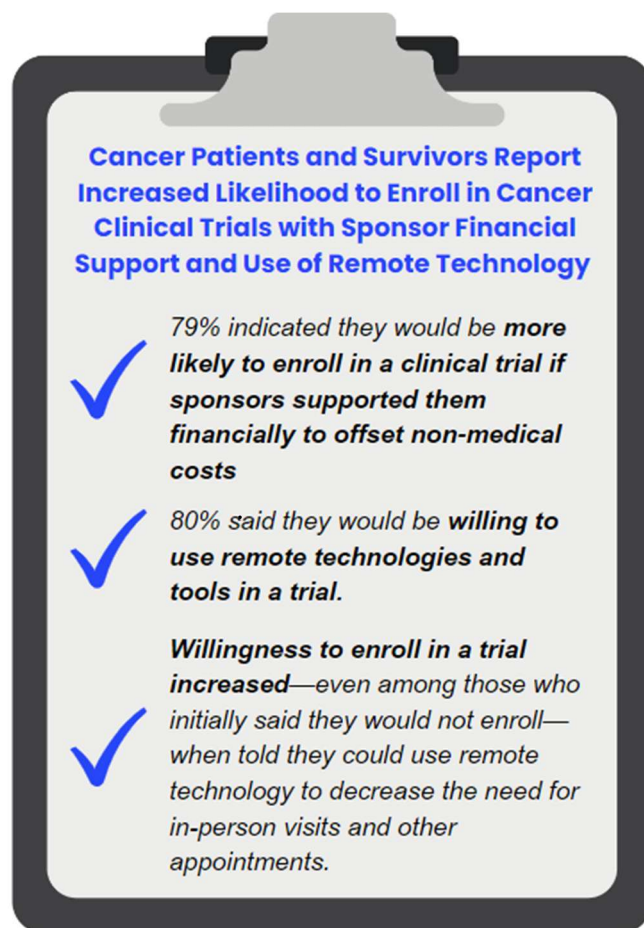 Cancer Patients and Survivors Report
Increased Likelihood to Enroll in Cancer
Clinical Trials with Sponsor Financial
Support and Use of Remote Technology
79% indicated they would be more
likely to enroll in a clinical trial if
sponsors supported them
financially to offset non-medical
costs
80% said they would be willing to
use remote technologies and
tools in a trial.
Willingness to enroll in a trial
increased—even among those who
initially said they would not enroll—
when told they could use remote
technology to decrease the need for
in-person visits and other
appointments.